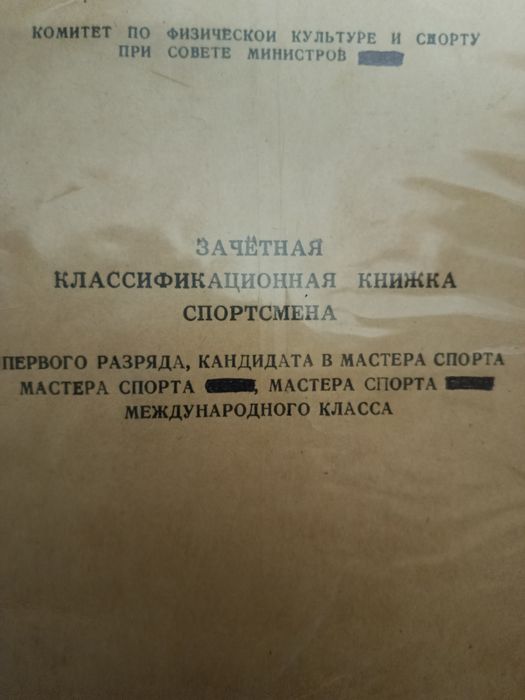 КОМИТЕТ ПО ФИЗИЧЕСКОЙ КУЛЬТУРЕ И СПОРТУ
ПРИ СОВЕТЕ МИНИСТРОВ
ЗАЧЁТНАЯ
КЛАССИФИКАЦИОННАЯ КНИЖКА
СПОРТСМЕНА
ПЕРВОГО РАЗРЯДА, КАНДИДАТА В МАСТЕРА СПОРТА
МАСТЕРА СПОРТА , МАСТЕРА СПОРТА
МЕЖДУНАРОДНОГО КЛАССА